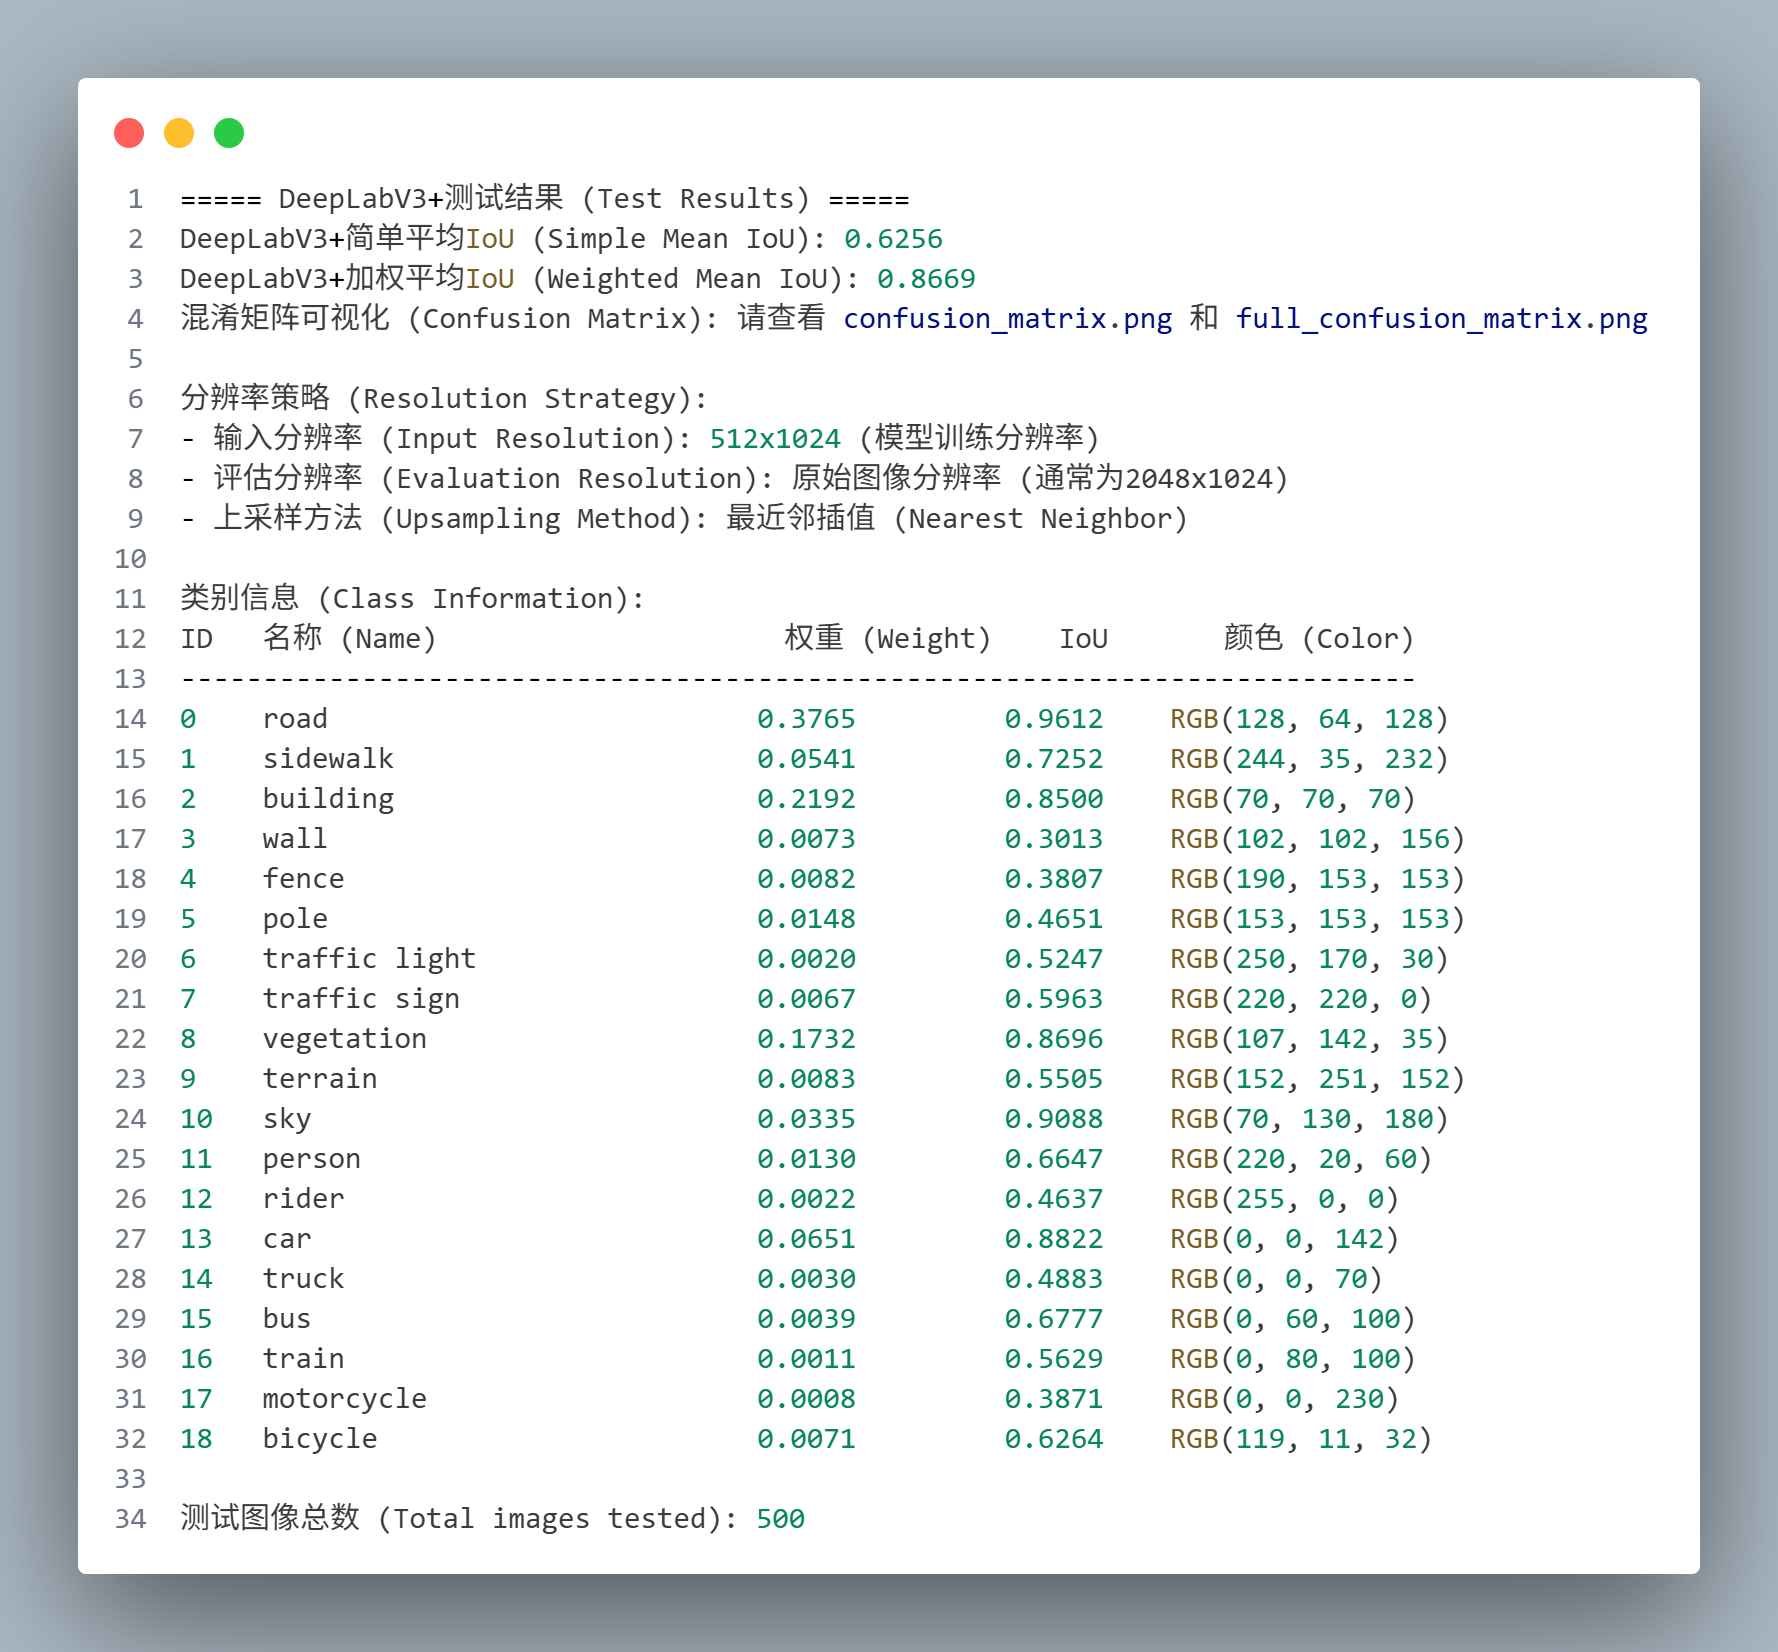 1 ===== DeepLabV3+测试结果 (Test Results) =====
2 DeepLabV3+简单平均IoU (Simple Mean IoU): 0.6256
3 DeepLabV3+加权平均IoU (Weighted Mean IoU): 0.8669
4 混淆矩阵可视化 (Confusion Matrix): 请查看 confusion_matrix.png 和 full_confusion_matrix.png
5
6 分辨率策略 (Resolution Strategy):
7 - 输入分辨率 (Input Resolution): 512x1024 (模型训练分辨率)
8 - 评估分辨率 (Evaluation Resolution): 原始图像分辨率 (通常为2048x1024)
9 - 上采样方法 (Upsampling Method): 最近邻插值 (Nearest Neighbor)
10
11 类别信息 (Class Information):
12 ID 名称 (Name) 权重 (Weight) IoU 颜色 (Color)
13 ---------------------------------------------------------------------------
14 0 road 0.3765 0.9612 RGB(128, 64, 128)
15 1 sidewalk 0.0541 0.7252 RGB(244, 35, 232)
16 2 building 0.2192 0.8500 RGB(70, 70, 70)
17 3 wall 0.0073 0.3013 RGB(102, 102, 156)
18 4 fence 0.0082 0.3807 RGB(190, 153, 153)
19 5 pole 0.0148 0.4651 RGB(153, 153, 153)
20 6 traffic light 0.0020 0.5247 RGB(250, 170, 30)
21 7 traffic sign 0.0067 0.5963 RGB(220, 220, 0)
22 8 vegetation 0.1732 0.8696 RGB(107, 142, 35)
23 9 terrain 0.0083 0.5505 RGB(152, 251, 152)
24 10 sky 0.0335 0.9088 RGB(70, 130, 180)
25 11 person 0.0130 0.6647 RGB(220, 20, 60)
26 12 rider 0.0022 0.4637 RGB(255, 0, 0)
27 13 car 0.0651 0.8822 RGB(0, 0, 142)
28 14 truck 0.0030 0.4883 RGB(0, 0, 70)
29 15 bus 0.0039 0.6777 RGB(0, 60, 100)
30 16 train 0.0011 0.5629 RGB(0, 80, 100)
31 17 motorcycle 0.0008 0.3871 RGB(0, 0, 230)
32 18 bicycle 0.0071 0.6264 RGB(119, 11, 32)
33
34 测试图像总数 (Total images tested): 500